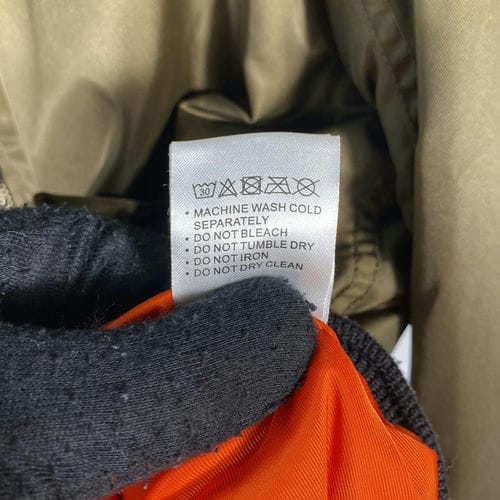 30
• MACHINE WASH COLD
SEPARATELY
• DO NOT BLEACH
• DO NOT TUMBLE DRY
• DO NOT IRON
• DO NOT DRY CLEAN